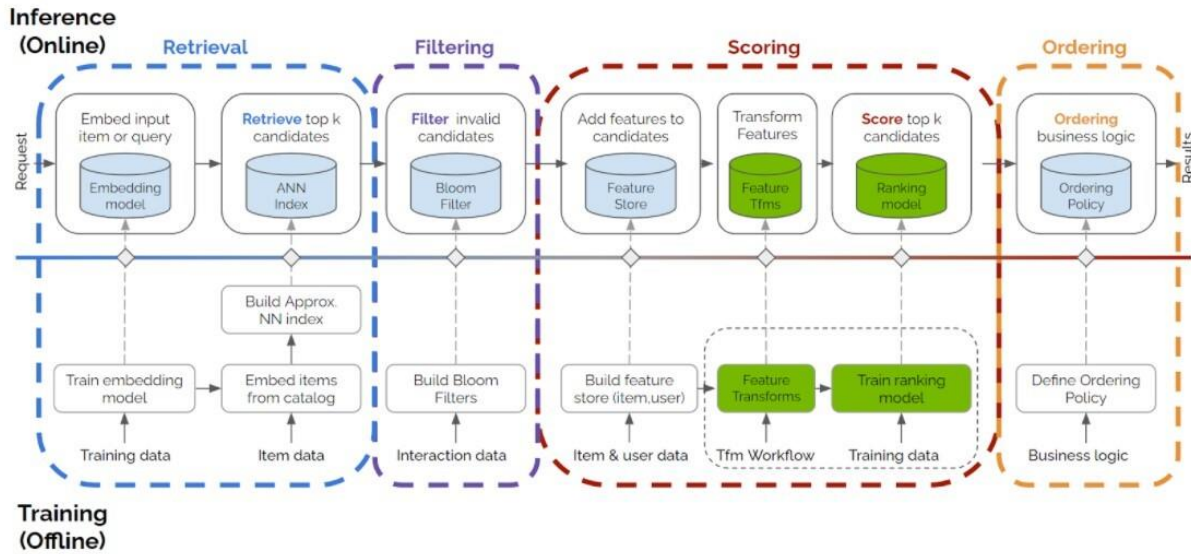 Inference
(Online)
Retrieval
Filtering
Scoring
Ordering
Request
Embed input
item or query
Embedding
model
Retrieve top k
candidates
ANN
Index
Filter invalid
candidates
Bloom
Filter
Add features to
candidates
Feature
Store
Transform
Features
Feature
Tfms
Score top k
candidates
Ranking
model
Ordering
business logic
Ordering
Policy
Results
Build Approx.
NN index
Train embedding
model
Embed items
from catalog
Build Bloom
Filters
Build feature
store (item,user)
Feature
Transforms
Train ranking
model
Define Ordering
Policy
Training data
Item data
Interaction data
Item & user data
Tfm Workflow
Training data
Business logic
Training
(Offline)